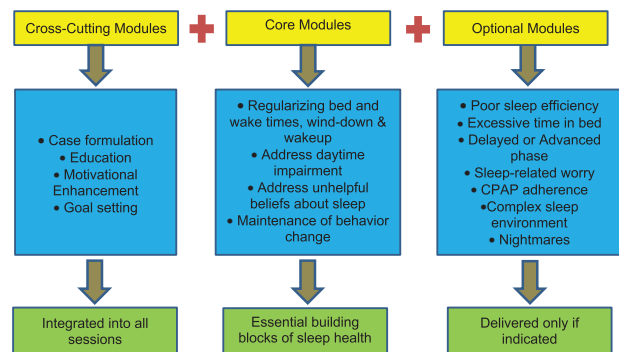 Cross-Cutting Modules
Core Modules
Optional Modules
• Case formulation
• Education
• Motivational
Enhancement
• Goal setting
• Regularizing bed and
wake times, wind-down &
wakeup
• Address daytime
impairment
• Address unhelpful
beliefs about sleep
• Maintenance of behavior
change
• Poor sleep efficiency
• Excessive time in bed
• Delayed or Advanced
phase
• Sleep-related worry
• CPAP adherence
•Complex sleep
environment
• Nightmares
Integrated into all
sessions
Essential building
blocks of sleep health
Delivered only if
indicated